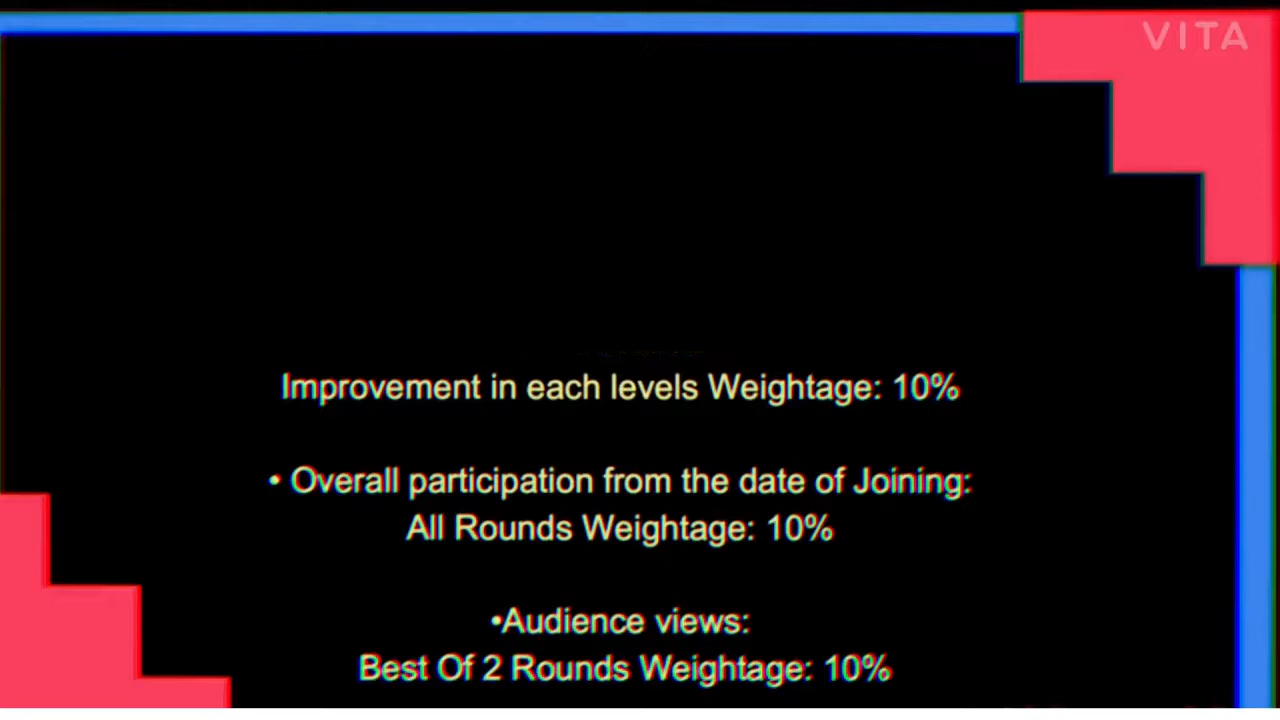 VITA
Improvement in each levels Weightage: 10%
• Overall participation from the date of Joining:
All Rounds Weightage: 10%
•Audience views:
Best Of 2 Rounds Weightage: 10%